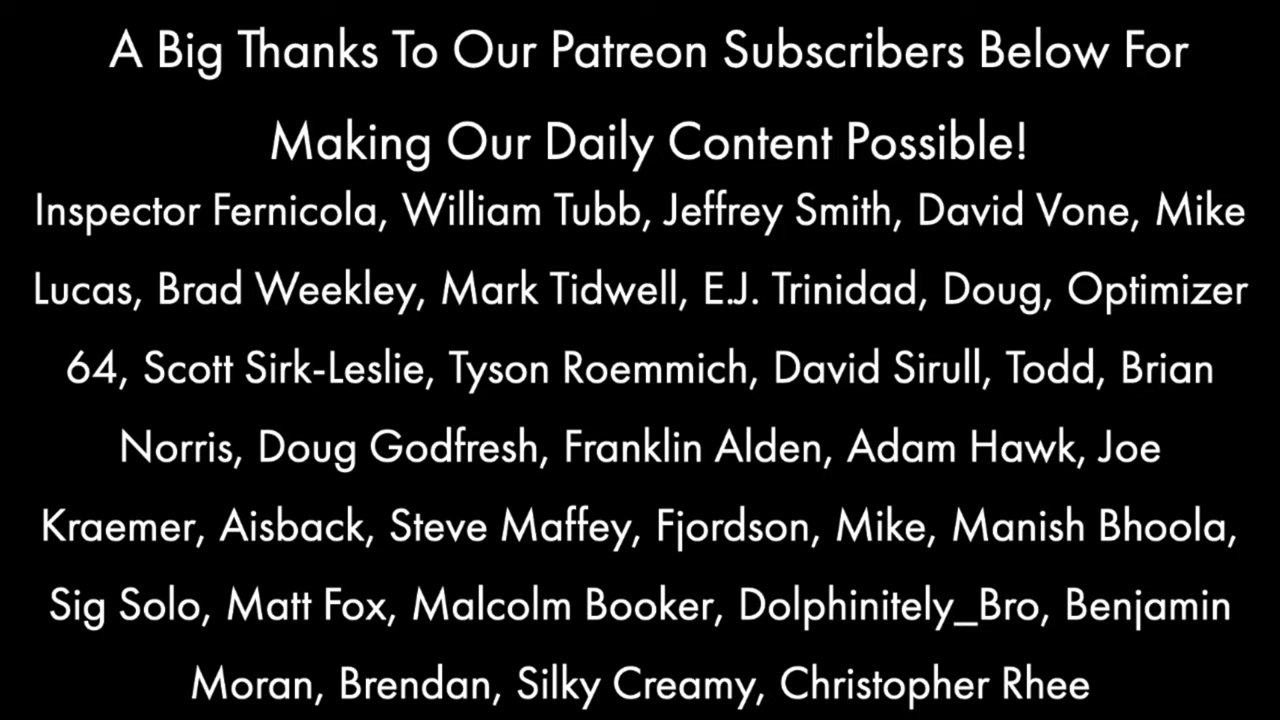 A Big Thanks To Our Patreon Subscribers Below For
Making Our Daily Content Possible!
Inspector Fernicola, William Tubb, Jeffrey Smith, David Vone, Mike
Lucas, Brad Weekley, Mark Tidwell, E.J. Trinidad, Doug, Optimizer
64, Scott Sirk-Leslie, Tyson Roemmich, David Sirull, Todd, Brian
Norris, Doug Godfresh, Franklin Alden, Adam Hawk, Joe
Kraemer, Aisback, Steve Maffey, Fjordson, Mike, Manish Bhoola,
Sig Solo, Matt Fox, Malcolm Booker, Dolphinitely_Bro, Benjamin
Moran, Brendan, Silky Creamy, Christopher Rhee